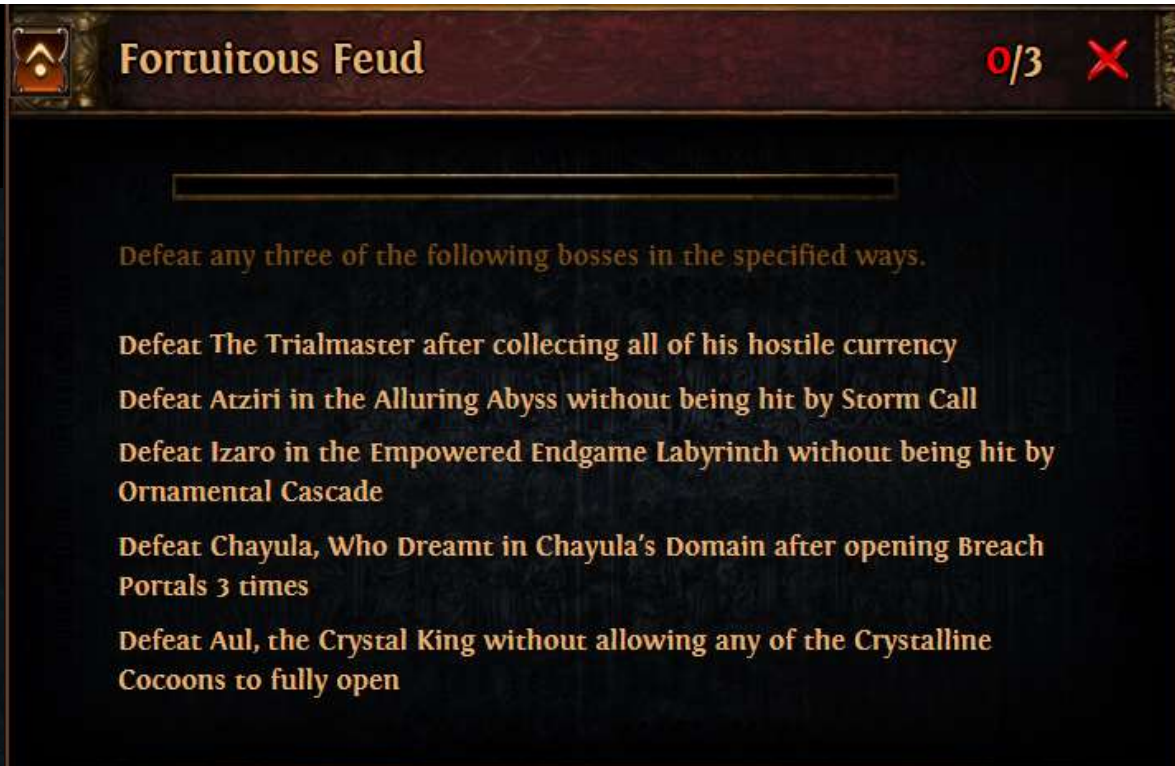 Fortuitous Feud
0/3
Defeat any three of the following bosses in the specified ways.
Defeat The Trialmaster after collecting all of his hostile currency
Defeat Atziri in the Alluring Abyss without being hit by Storm Call
Defeat Izaro in the Empowered Endgame Labyrinth without being hit by
Ornamental Cascade
Defeat Chayula, Who Dreamt in Chayula's Domain after opening Breach
Portals 3 times
Defeat Aul, the Crystal King without allowing any of the Crystalline
Cocoons to fully open